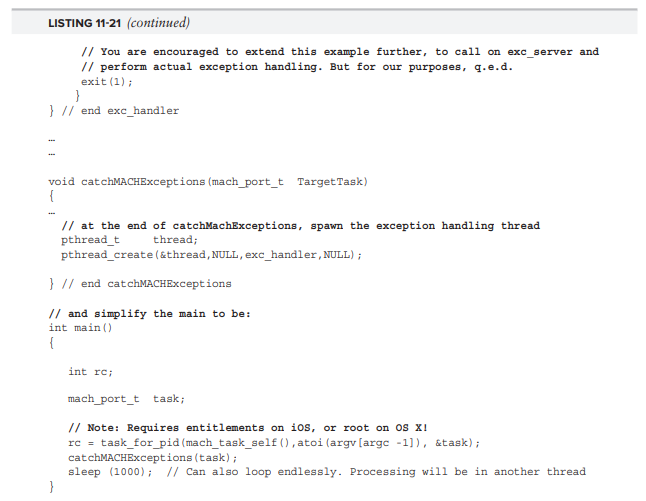 LISTING 11-21 (continued)
// You are encouraged to extend this example further, to call on exc_server and
// perform actual exception handling. But for our purposes, q.e.d.
exit(1);
}
} // end exc_handler
…
…
void catchMACHExceptions(mach_port_t TargetTask)
{
…
// at the end of catchMachExceptions, spawn the exception handling thread
pthread_t thread;
pthread_create(&thread,NULL,exc_handler,NULL);
} // end catchMACHExceptions
// and simplify the main to be:
int main()
{
int rc;
mach_port_t task;
// Note: Requires entitlements on iOS, or root on OS X!
rc = task_for_pid(mach_task_self(),atoi(argv[argc -1]), &task);
catchMACHExceptions(task);
sleep (1000); // Can also loop endlessly. Processing will be in another thread
}